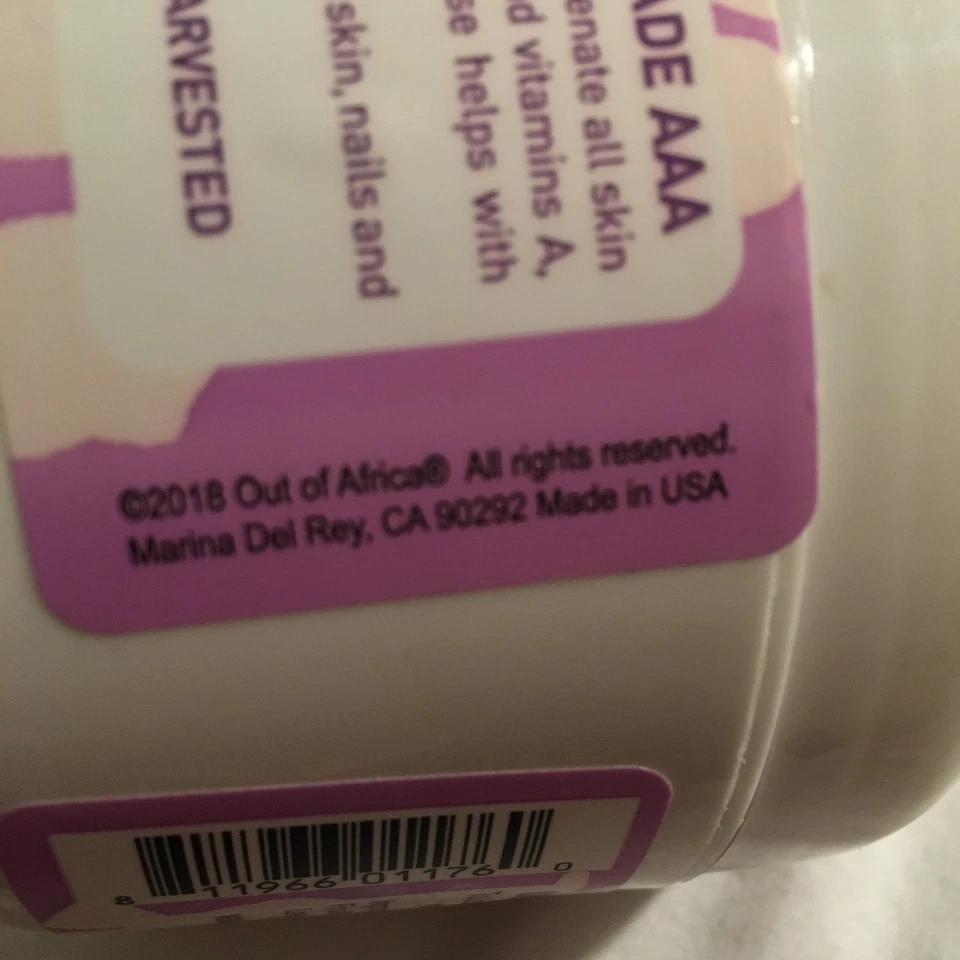 ADE AAA
enate all skin
d vitamins A,
se helps with
skin, nails and
ARVESTED
©2018 Out of Africa® All rights reserved.
Marina Del Rey, CA 90292 Made in USA
8 11966 01176 0